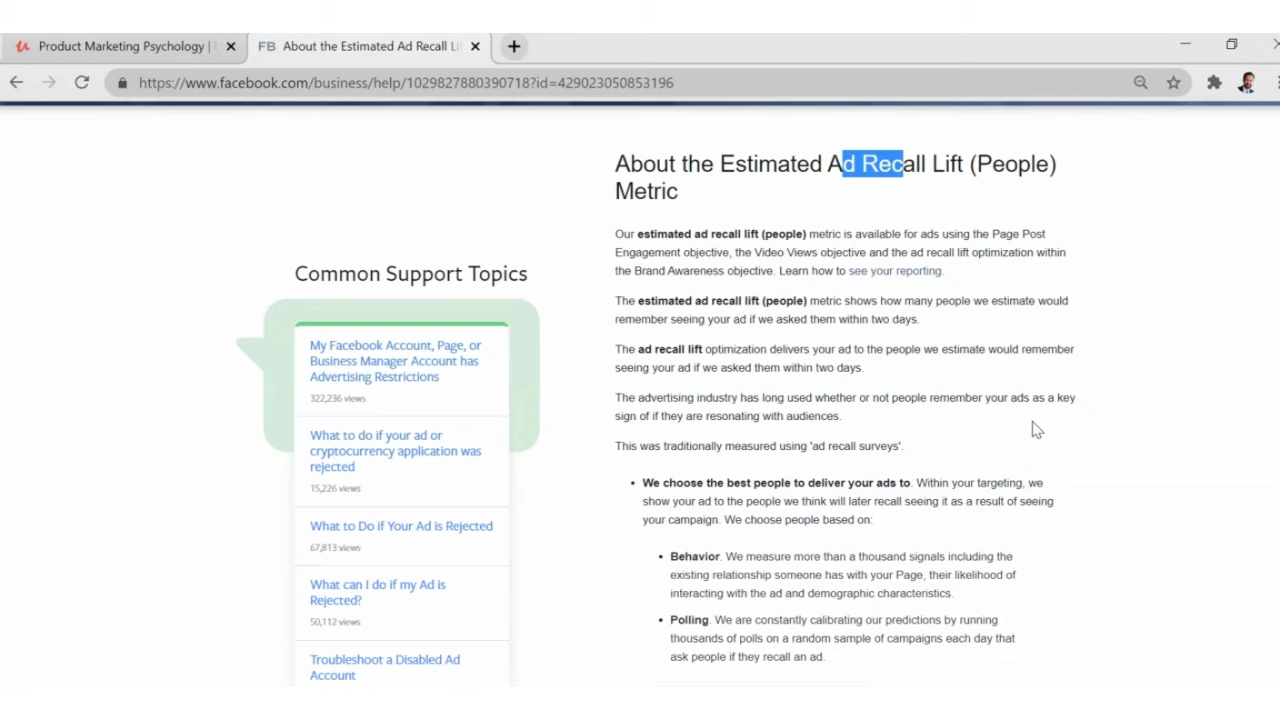 Product Marketing Psychology |
FB About the Estimated Ad Recall Li
https://www.facebook.com/business/help/1029827880390718?id=429023050853196
About the Estimated Ad Recall Lift (People)
Metric
Our estimated ad recall lift (people) metric is available for ads using the Page Post
Engagement objective, the Video Views objective and the ad recall lift optimization within
the Brand Awareness objective. Learn how to see your reporting.
The estimated ad recall lift (people) metric shows how many people we estimate would
remember seeing your ad if we asked them within two days.
The ad recall lift optimization delivers your ad to the people we estimate would remember
seeing your ad if we asked them within two days.
The advertising industry has long used whether or not people remember your ads as a key
sign of if they are resonating with audiences.
This was traditionally measured using 'ad recall surveys'.
• We choose the best people to deliver your ads to. Within your targeting, we
show your ad to the people we think will later recall seeing it as a result of seeing
your campaign. We choose people based on:
• Behavior. We measure more than a thousand signals including the
existing relationship someone has with your Page, their likelihood of
interacting with the ad and demographic characteristics.
• Polling. We are constantly calibrating our predictions by running
thousands of polls on a random sample of campaigns each day that
ask people if they recall an ad.
Common Support Topics
My Facebook Account, Page, or
Business Manager Account has
Advertising Restrictions
322,236 views
What to do if your ad or
cryptocurrency application was
rejected
15,226 views
What to Do if Your Ad is Rejected
67,813 views
What can I do if my Ad is
Rejected?
50,112 views
Troubleshoot a Disabled Ad
Account